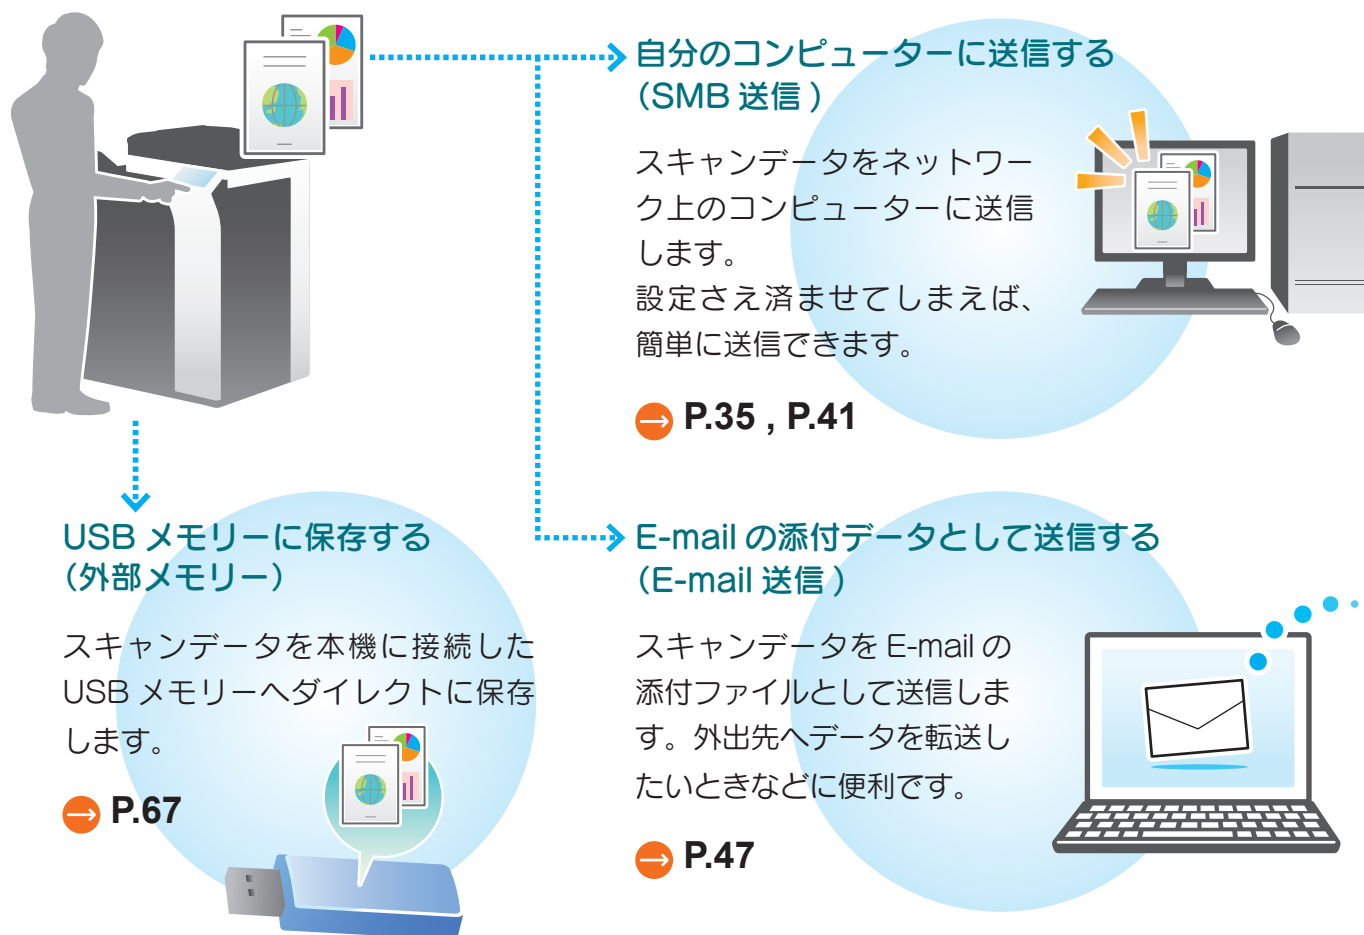 自分のコンピューターに送信する
（SMB 送信 ）
スキャンデータをネットワー
ク上のコンピューターに送信
します。
設定さえ済ませてしまえば、
簡単に送信できます。
P.35 , P.41
USB メモリーに保存する
（外部メモリー）
スキャンデータを本機に接続した
USB メモリーへダイレクトに保存
します。
P.67
E-mail の添付データとして送信する
（E-mail 送信 ）
スキャンデータを E-mail の
添付ファイルとして送信しま
す。外出先へデータを転送し
たいときなどに便利です。
P.47